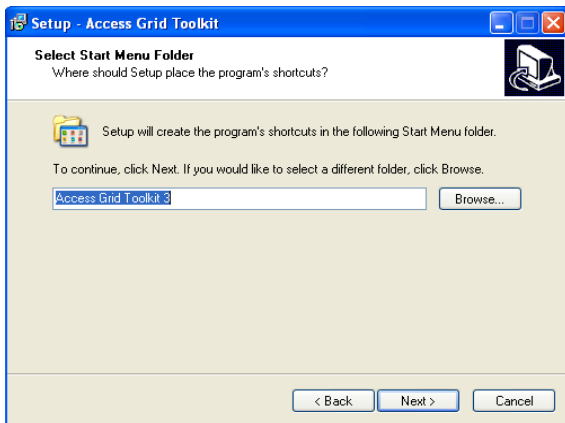 Setup - Access Grid Toolkit
Select Start Menu Folder
Where should Setup place the program's shortcuts?
Setup will create the program's shortcuts in the following Start Menu folder.
To continue, click Next. If you would like to select a different folder, click Browse.
Access Grid Toolkit 3
Browse...
< Back
Next >
Cancel